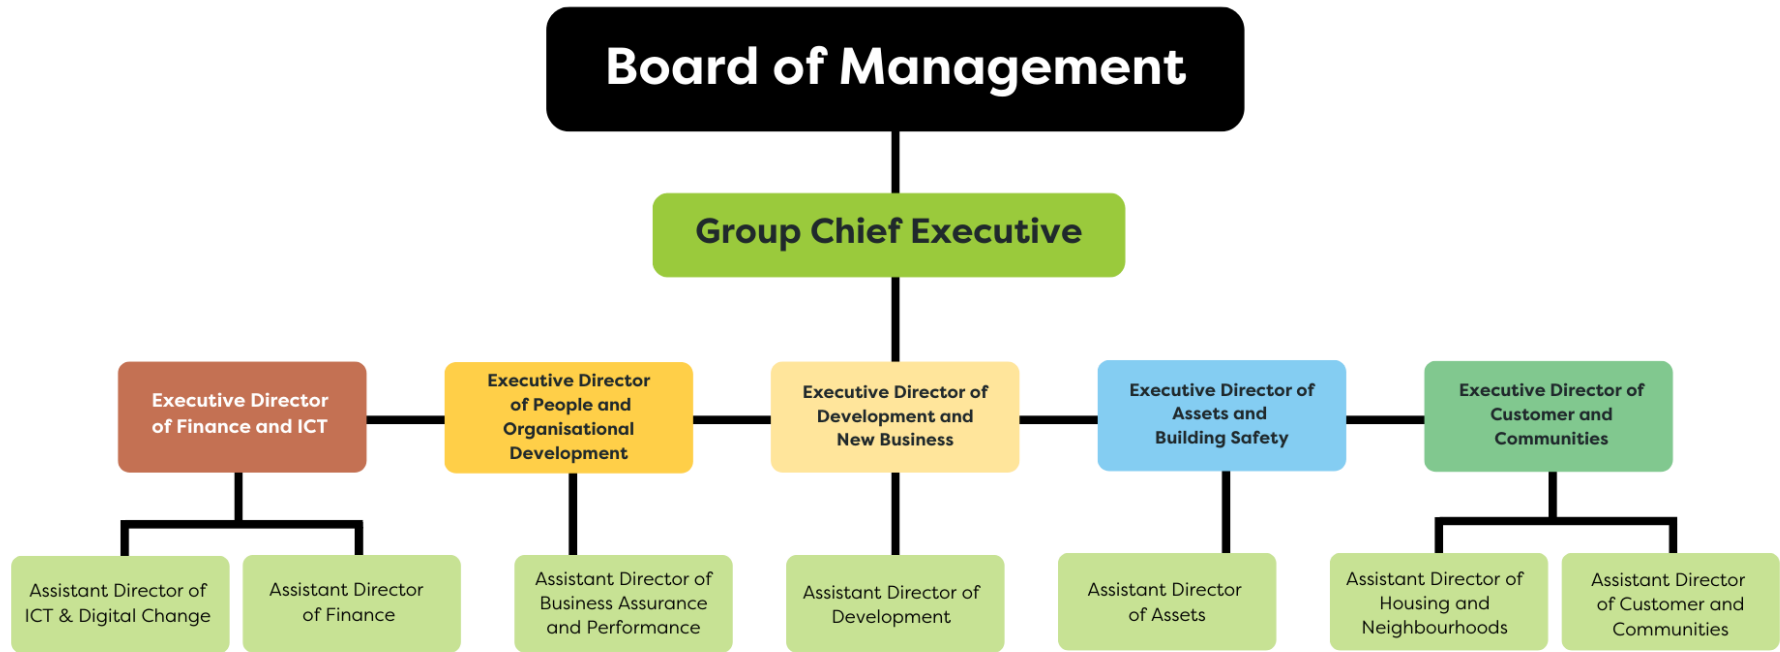 Board of Management
Group Chief Executive
Executive Director
of Finance and ICT
Executive Director
of People and
Organisational
Development
Executive Director of
Development and
New Business
Executive Director of
Assets and
Building Safety
Executive Director of
Customer and
Communities
Assistant Director of
ICT & Digital Change
Assistant Director
of Finance
Assistant Director of
Business Assurance
and Performance
Assistant Director of
Development
Assistant Director
of Assets
Assistant Director of
Housing and
Neighbourhoods
Assistant Director
of Customer and
Communities